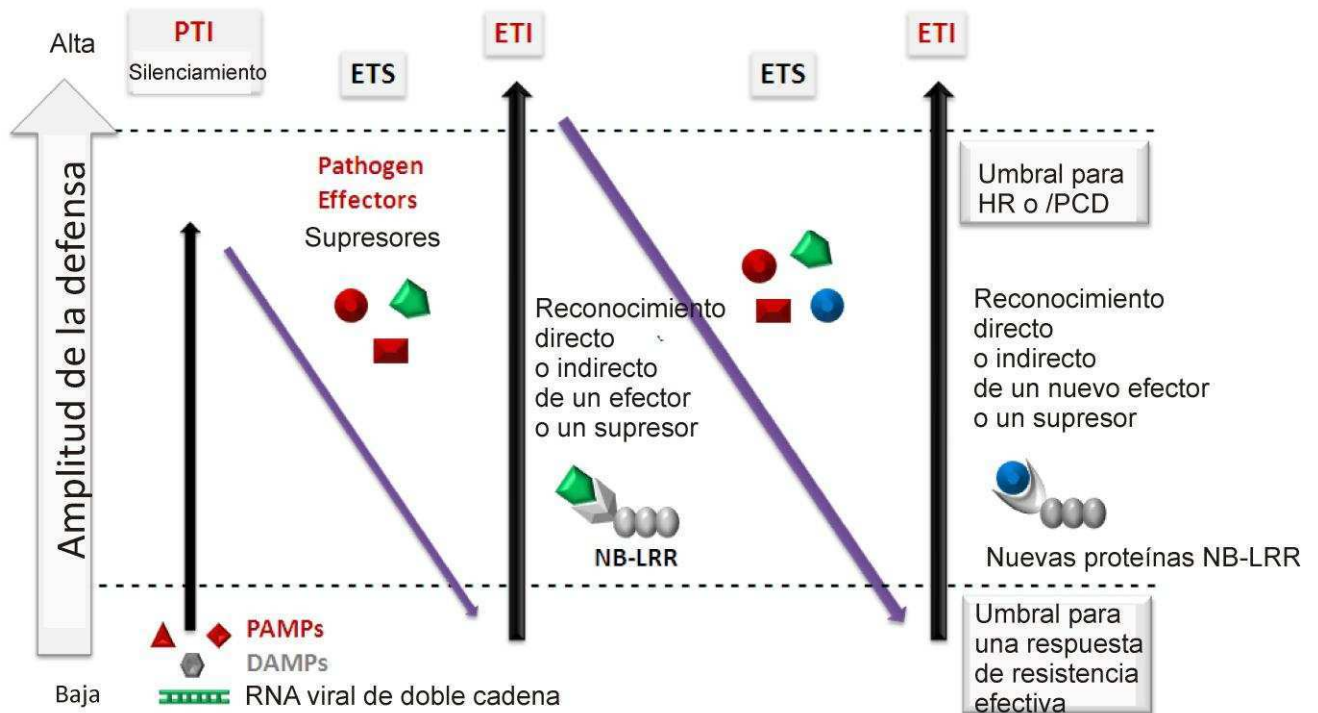 Alta
PTI
Silenciamiento
ETS
ETI
ETS
ETI
Amplitud de la defensa
Pathogen
Effectors
Supresores
Umbral para
HR o /PCD
Reconocimiento
directo
o indirecto
de un efector
o un supresor
NB-LRR
Reconocimiento
directo
o indirecto
de un nuevo efector
o un supresor
Nuevas proteínas NB-LRR
PAMPs
DAMPs
RNA viral de doble cadena
Baja
Umbral para
una respuesta
de resistencia
efectiva